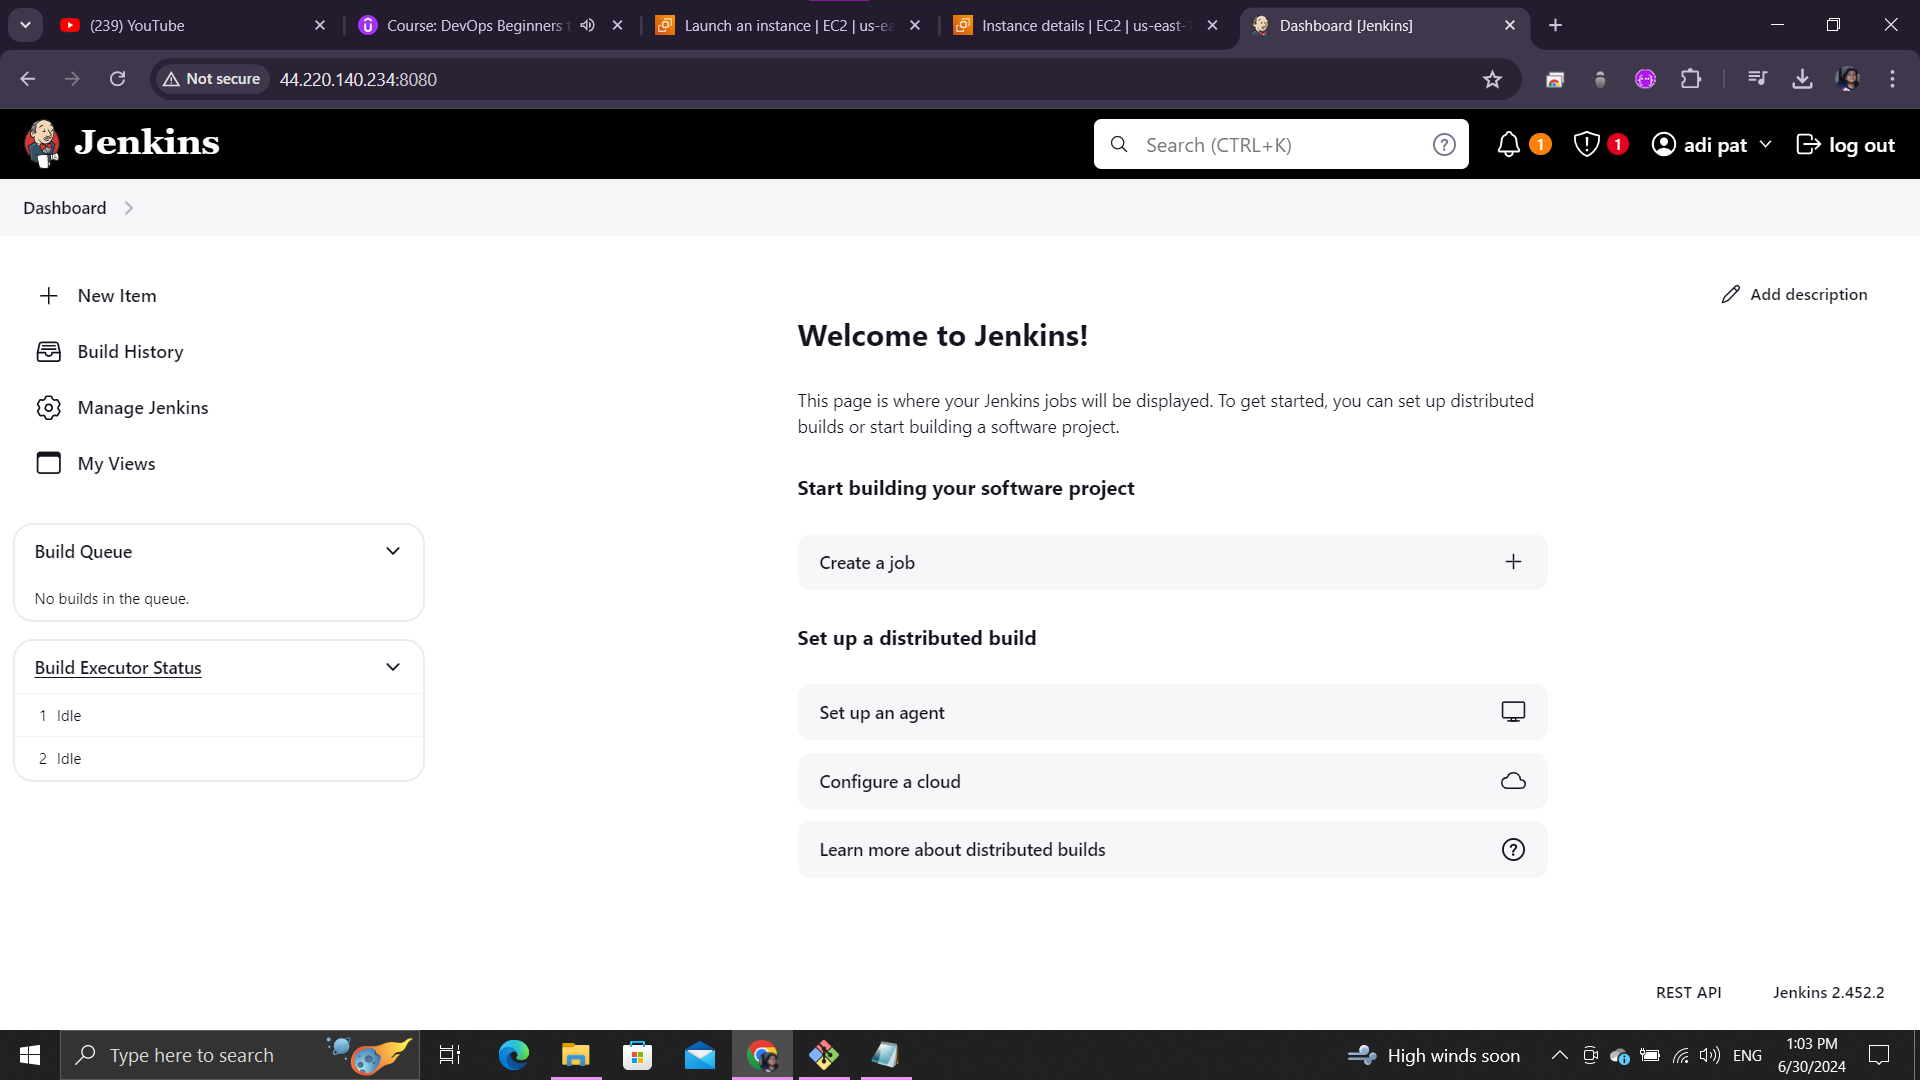 (239) YouTube
Course: DevOps Beginners t
Launch an instance | EC2 | us-ea
Instance details | EC2 | us-east-1
Dashboard [Jenkins]
Not secure
44.220.140.234:8080
Jenkins
Search (CTRL+K)
?
1
1
adi pat
log out
Dashboard
New Item
Build History
Manage Jenkins
My Views
Build Queue
No builds in the queue.
Build Executor Status
1 Idle
2 Idle
Add description
Welcome to Jenkins!
This page is where your Jenkins jobs will be displayed. To get started, you can set up distributed
builds or start building a software project.
Start building your software project
Create a job
Set up a distributed build
Set up an agent
Configure a cloud
Learn more about distributed builds
?
REST API
Jenkins 2.452.2
Type here to search
High winds soon
ENG
1:03 PM
6/30/2024